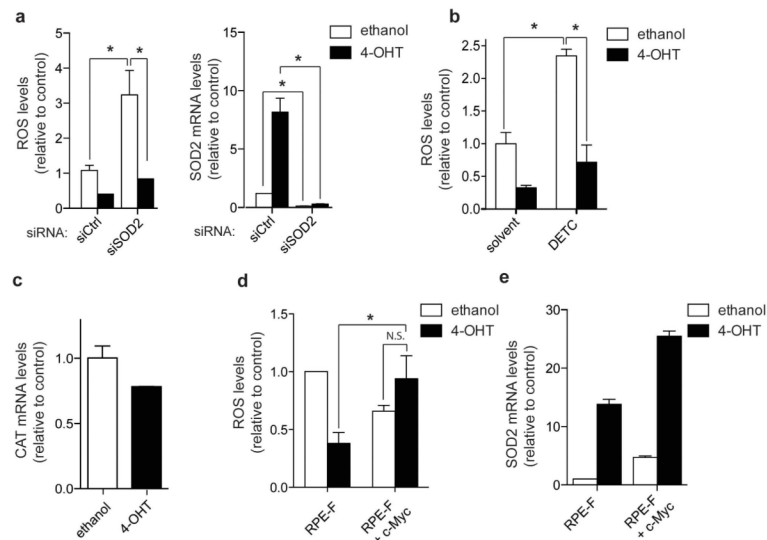 a
ethanol
4-OHT
ROS levels
(relative to control)
5
4
3
2
1
0
* *
siRNA:
siCtrl
siSOD2
SOD2 mRNA levels
(relative to control)
15
10
5
0
*
*
siRNA:
siCtrl
siSOD2
b
ethanol
4-OHT
ROS levels
(relative to control)
2.5
2.0
1.5
1.0
0.5
0.0
* *
solvent
DETC
c
CAT mRNA levels
(relative to control)
1.0
0.5
0.0
ethanol
4-OHT
d
ethanol
4-OHT
ROS levels
(relative to control)
1.5
1.0
0.5
0.0
*
N.S.
RPE-F
RPE-F
+ c-Myc
e
ethanol
4-OHT
SOD2 mRNA levels
(relative to control)
30
20
10
0
RPE-F
RPE-F
+ c-Myc